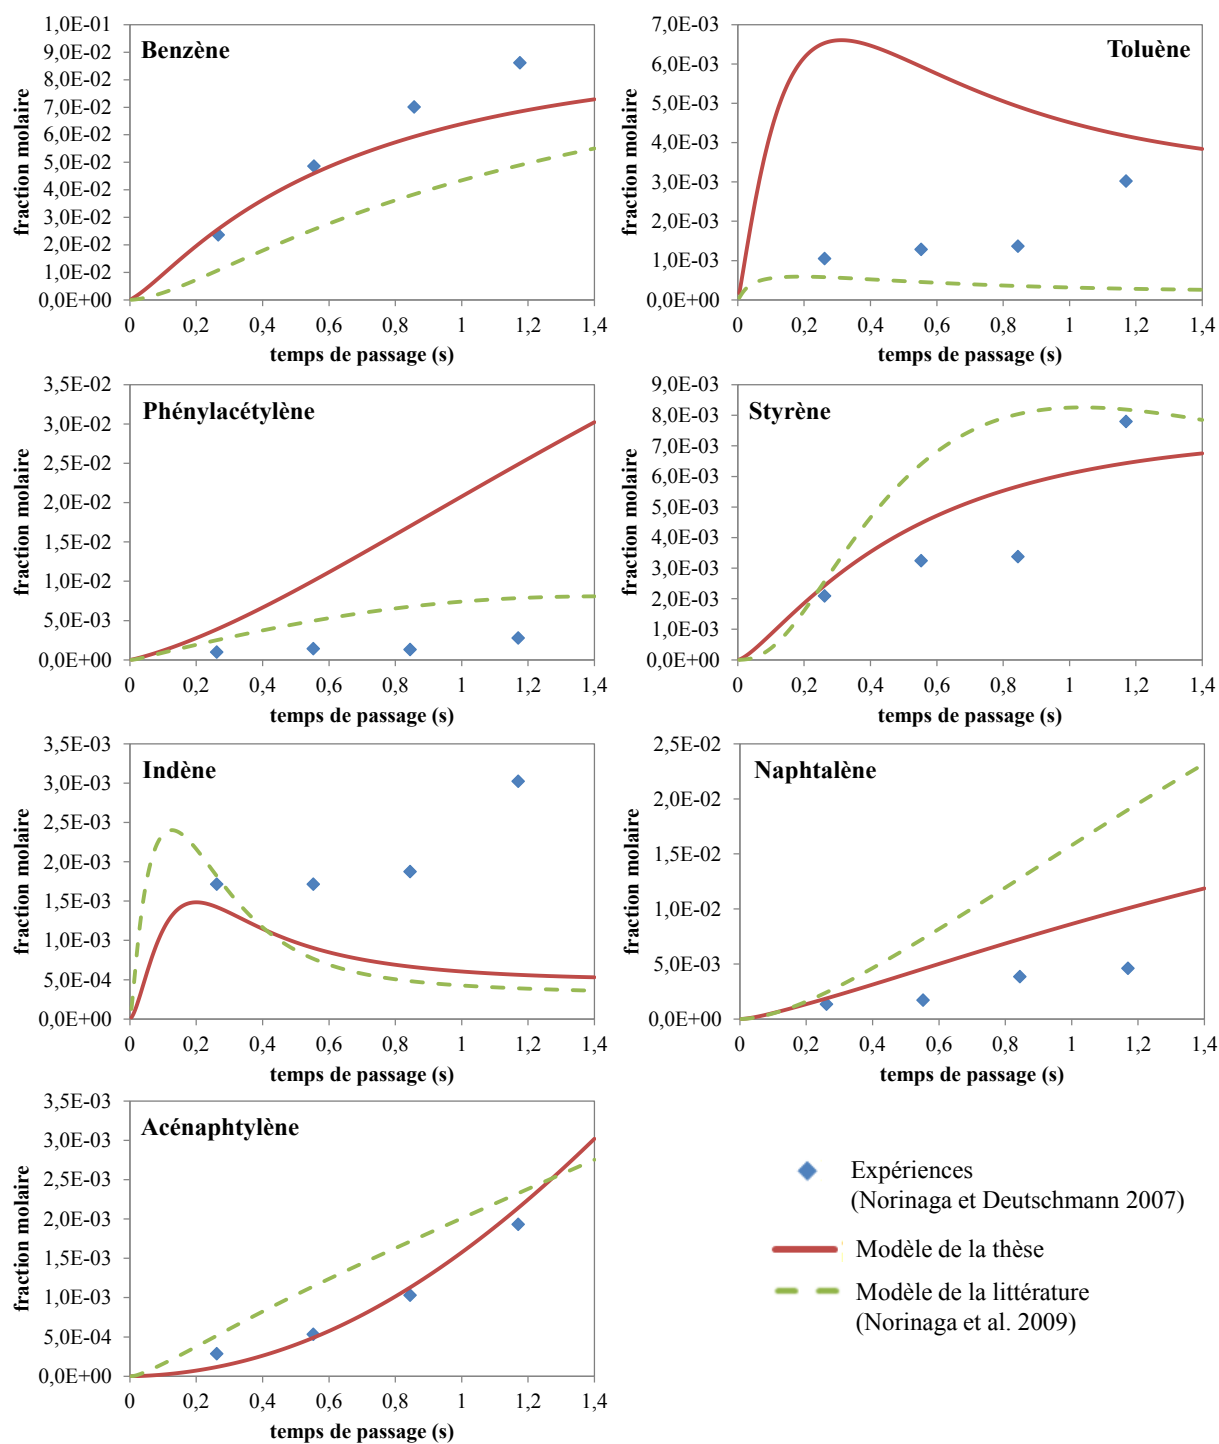 Benzène
fraction molaire
1,0E-01
9,0E-02
8,0E-02
7,0E-02
6,0E-02
5,0E-02
4,0E-02
3,0E-02
2,0E-02
1,0E-02
0,0E+00
0 0,2 0,4 0,6 0,8 1 1,2 1,4
temps de passage (s)
Toluène
fraction molaire
7,0E-03
6,0E-03
5,0E-03
4,0E-03
3,0E-03
2,0E-03
1,0E-03
0,0E+00
0 0,2 0,4 0,6 0,8 1 1,2 1,4
temps de passage (s)
Phénylacétylène
fraction molaire
3,5E-02
3,0E-02
2,5E-02
2,0E-02
1,5E-02
1,0E-02
5,0E-03
0,0E+00
0 0,2 0,4 0,6 0,8 1 1,2 1,4
temps de passage (s)
Styrène
fraction molaire
9,0E-03
8,0E-03
7,0E-03
6,0E-03
5,0E-03
4,0E-03
3,0E-03
2,0E-03
1,0E-03
0,0E+00
0 0,2 0,4 0,6 0,8 1 1,2 1,4
temps de passage (s)
Indène
fraction molaire
3,5E-03
3,0E-03
2,5E-03
2,0E-03
1,5E-03
1,0E-03
5,0E-04
0,0E+00
0 0,2 0,4 0,6 0,8 1 1,2 1,4
temps de passage (s)
Naphtalène
fraction molaire
2,5E-02
2,0E-02
1,5E-02
1,0E-02
5,0E-03
0,0E+00
0 0,2 0,4 0,6 0,8 1 1,2 1,4
temps de passage (s)
Acénaphtylène
fraction molaire
3,5E-03
3,0E-03
2,5E-03
2,0E-03
1,5E-03
1,0E-03
5,0E-04
0,0E+00
0 0,2 0,4 0,6 0,8 1 1,2 1,4
temps de passage (s)
Expériences
(Norinaga et Deutschmann 2007)
Modèle de la thèse
Modèle de la littérature
(Norinaga et al. 2009)